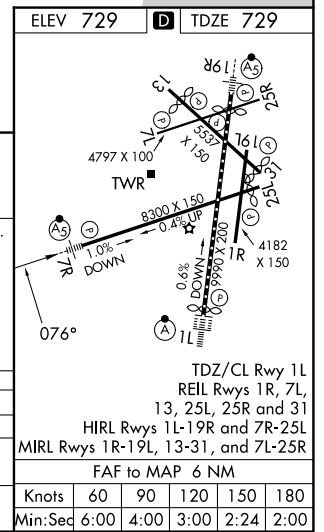 ELEV 729 D TDZE 729
19R
A5
13
P
P
25R
P
7L
5537
X 150
P
19L
P
4797 X 100
TWR
25L
31
A5
P
8300 X 150
0.4% UP
1.0%
DOWN
7R
1R
4182
X 150
0.6%
DOWN
9990 X 200
P
076°
A
1L
TDZ/CL Rwy 1L
REIL Rwys 1R, 7L,
13, 25L, 25R and 31
HIRL Rwys 1L-19R and 7R-25L
MIRL Rwys 1R-19L, 13-31, and 7L-25R
FAF to MAP 6 NM
Knots 60 90 120 150 180
Min:Sec 6:00 4:00 3:00 2:24 2:00